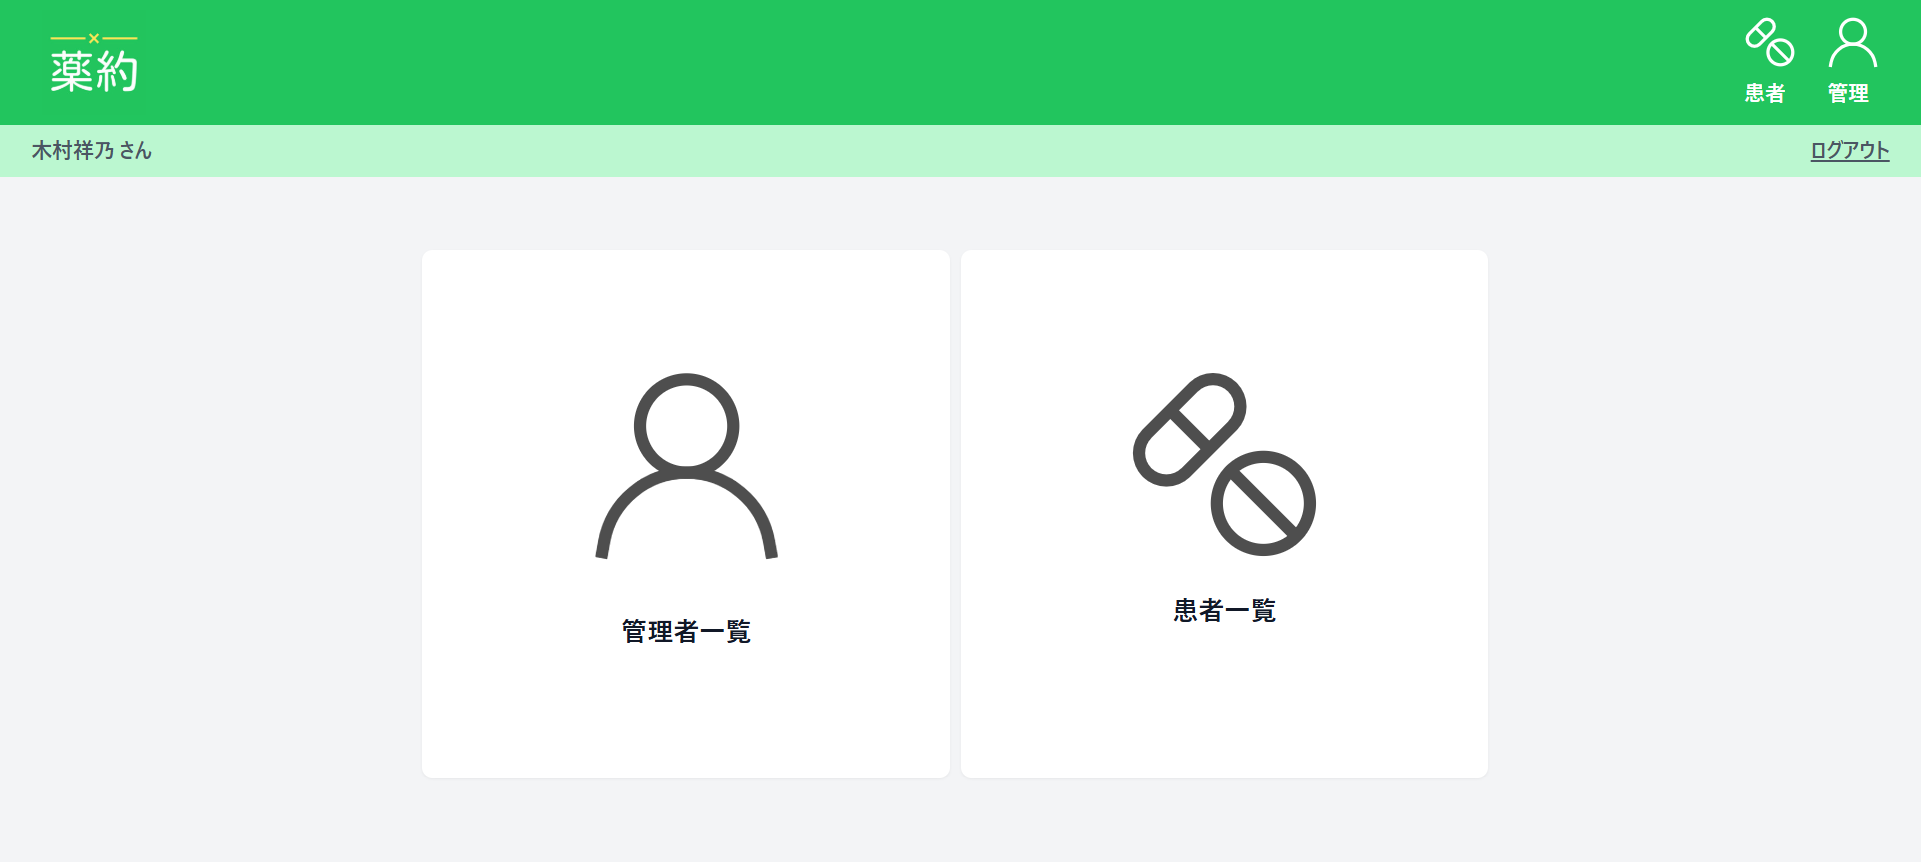 薬約
患者
管理
木村祥乃 さん
ログアウト
管理者一覧
患者一覧